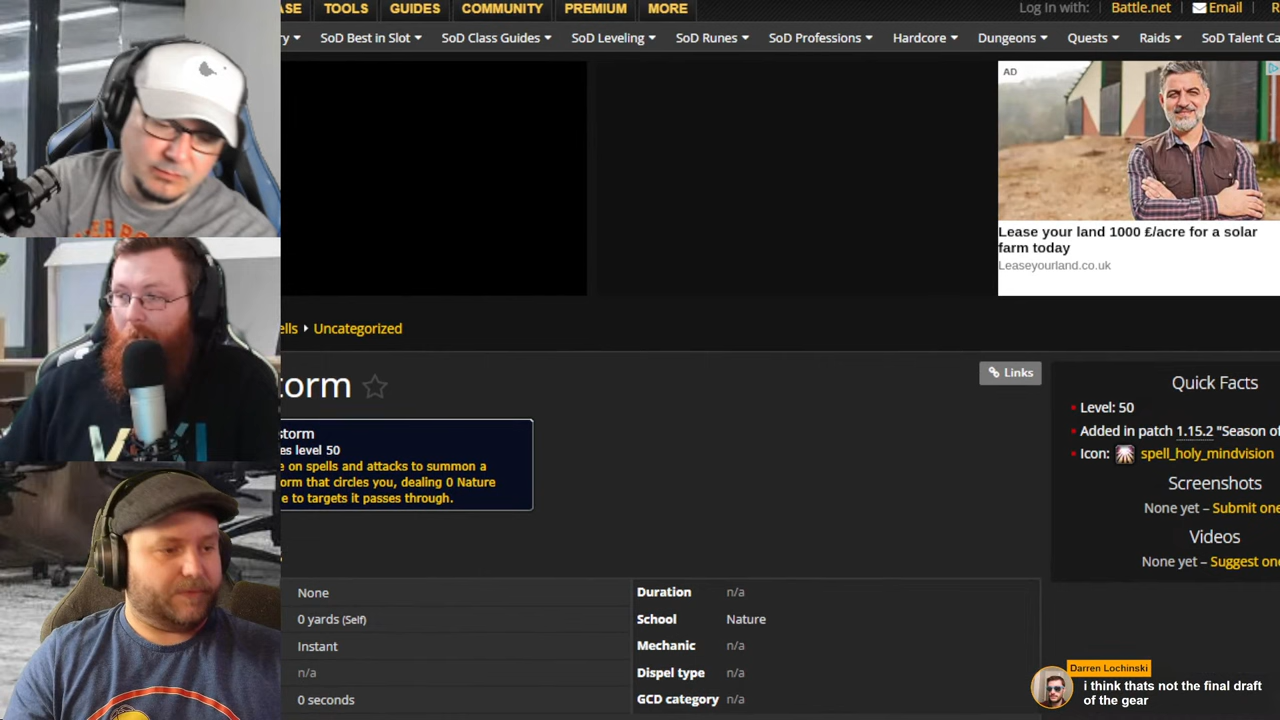 TOOLS GUIDES COMMUNITY PREMIUM MORE Log In with: Battle.net Email
SoD Best in Slot SoD Class Guides SoD Leveling SoD Runes SoD Professions Hardcore Dungeons Quests Raids SoD Talent
AD
Lease your land 1000 £/acre for a solar
farm today
Leaseyourland.co.uk
Uncategorized
Links
Quick Facts
Level: 50
Added in patch 1.15.2 "Season of
Icon: spell_holy_mindvision
Screenshots
None yet – Submit one
Videos
None yet – Suggest one
torm
storm
es level 50
e on spells and attacks to summon a
orm that circles you, dealing 0 Nature
e to targets it passes through.
None
0 yards (Self)
Instant
n/a
0 seconds
Duration n/a
School Nature
Mechanic n/a
Dispel type n/a
GCD category n/a
Darren Lochinski
i think thats not the final draft
of the gear